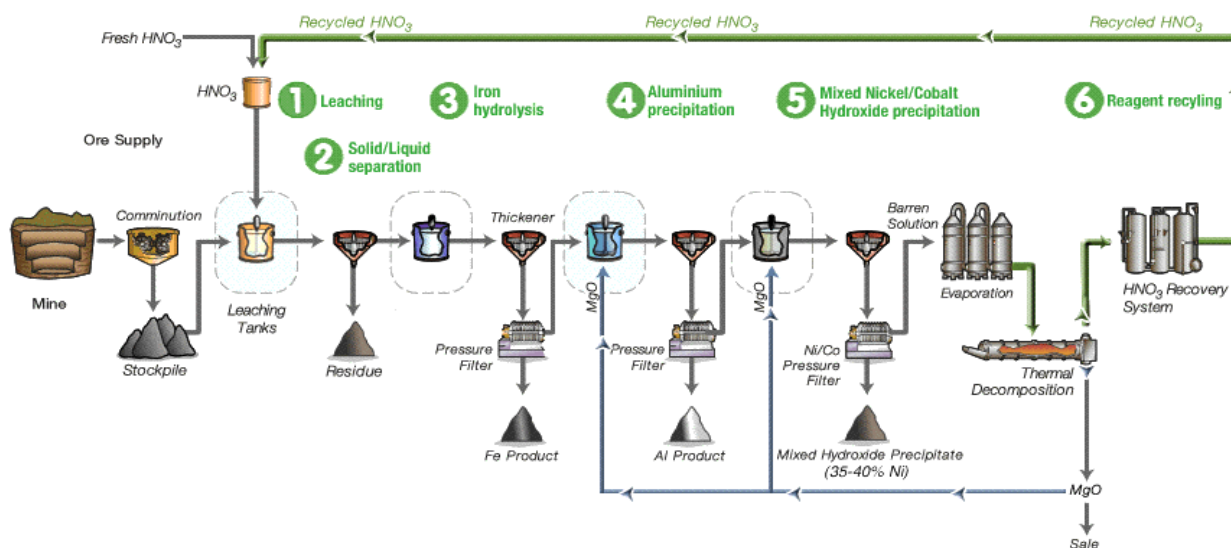 Recycled HNO3
Recycled HNO3
Recycled HNO3
Fresh HNO3
HNO3
1 Leaching
2 Solid/Liquid
separation
3 Iron
hydrolysis
4 Aluminium
precipitation
5 Mixed Nickel/Cobalt
Hydroxide precipitation
6 Reagent recyling
Ore Supply
Mine
Comminution
Stockpile
Leaching
Tanks
Residue
Thickener
Pressure
Filter
Fe Product
MgO
Pressure
Filter
Al Product
MgO
Ni/Co
Pressure
Filter
Mixed Hydroxide Precipitate
(35-40% Ni)
Barren
Solution
Evaporation
Thermal
Decomposition
HNO3 Recovery
System
MgO
Sale